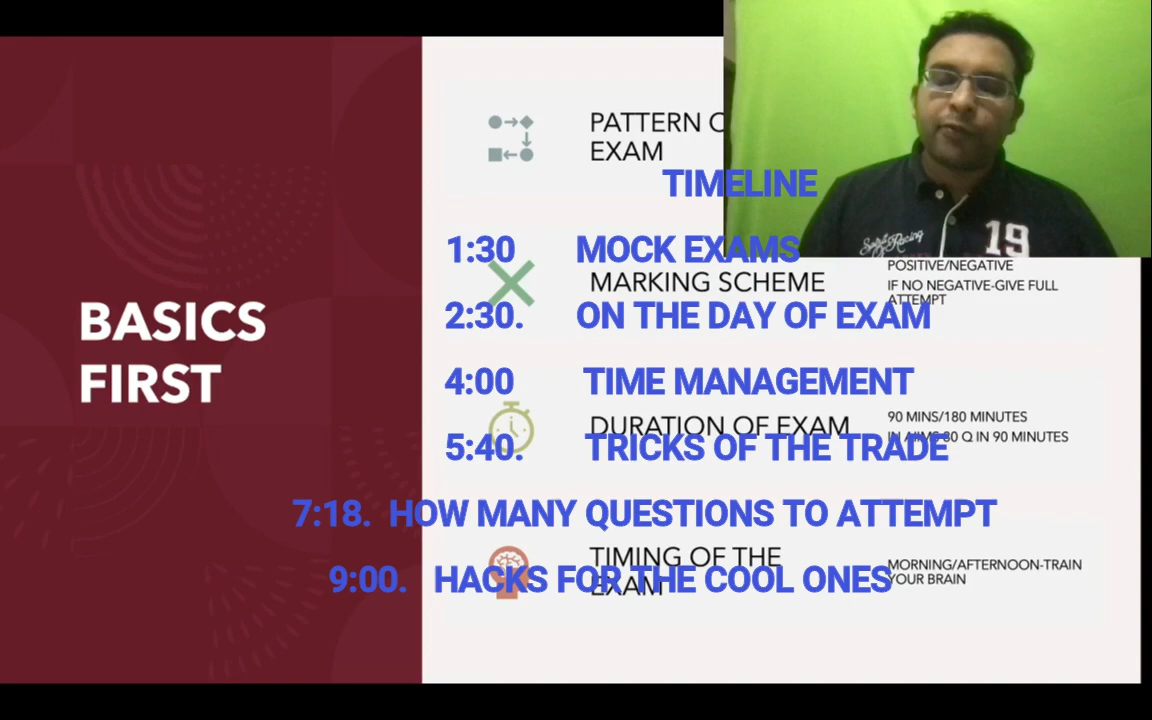 BASICS
FIRST
PATTERN O
EXAM
MARKING SCHEME
POSITIVE/NEGATIVE
IF NO NEGATIVE-GIVE FULL
ATTEMPT
DURATION OF EXAM
90 MINS/180 MINUTES
IN AIIMS 80 Q IN 90 MINUTES
TIMING OF THE
EXAM
MORNING/AFTERNOON-TRAIN
YOUR BRAIN
TIMELINE
1:30 MOCK EXAMS
2:30. ON THE DAY OF EXAM
4:00 TIME MANAGEMENT
5:40. TRICKS OF THE TRADE
7:18. HOW MANY QUESTIONS TO ATTEMPT
9:00. HACKS FOR THE COOL ONES
19